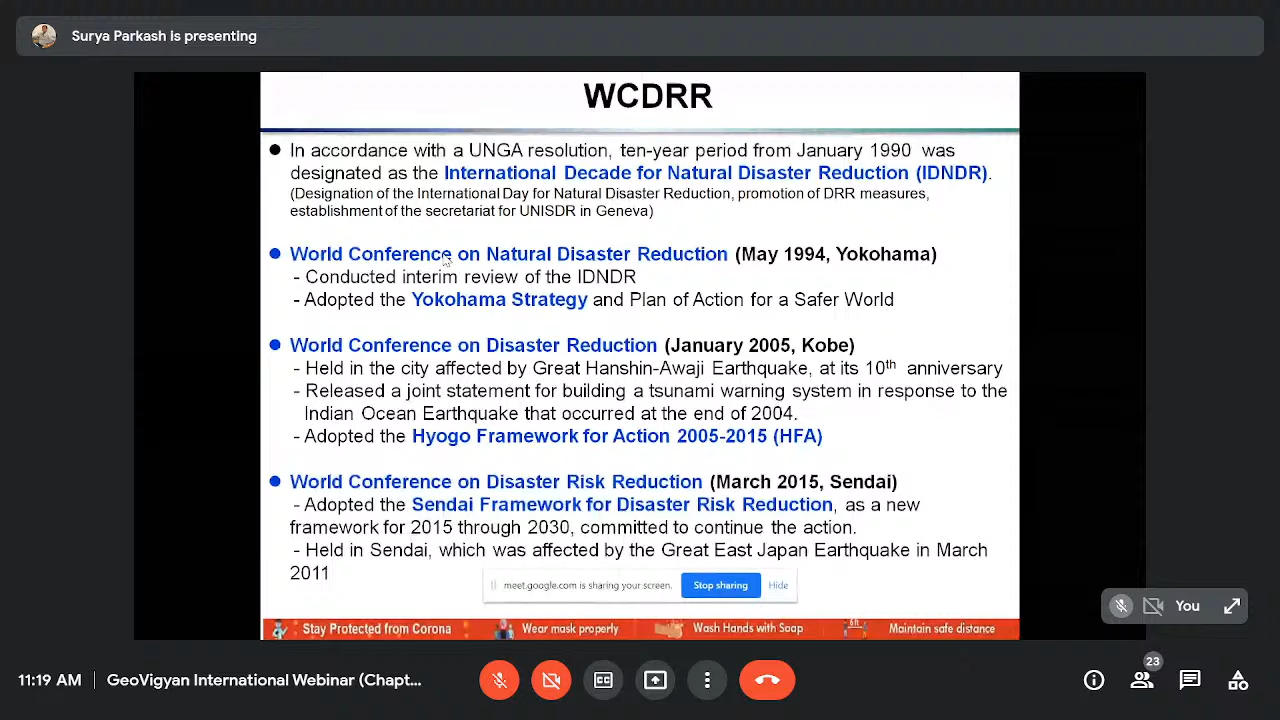 Surya Parkash is presenting
WCDRR
● In accordance with a UNGA resolution, ten-year period from January 1990 was
designated as the International Decade for Natural Disaster Reduction (IDNDR).
(Designation of the International Day for Natural Disaster Reduction, promotion of DRR measures,
establishment of the secretariat for UNISDR in Geneva)
● World Conference on Natural Disaster Reduction (May 1994, Yokohama)
- Conducted interim review of the IDNDR
- Adopted the Yokohama Strategy and Plan of Action for a Safer World
● World Conference on Disaster Reduction (January 2005, Kobe)
- Held in the city affected by Great Hanshin-Awaji Earthquake, at its 10th anniversary
- Released a joint statement for building a tsunami warning system in response to the
Indian Ocean Earthquake that occurred at the end of 2004.
- Adopted the Hyogo Framework for Action 2005-2015 (HFA)
● World Conference on Disaster Risk Reduction (March 2015, Sendai)
- Adopted the Sendai Framework for Disaster Risk Reduction, as a new
framework for 2015 through 2030, committed to continue the action.
- Held in Sendai, which was affected by the Great East Japan Earthquake in March
2011
meet.google.com is sharing your screen. Stop sharing Hide
You
Stay Protected from Corona Wear mask properly Wash Hands with Soap 6ft Maintain safe distance
11:19 AM | GeoVigyan International Webinar (Chapt... 23